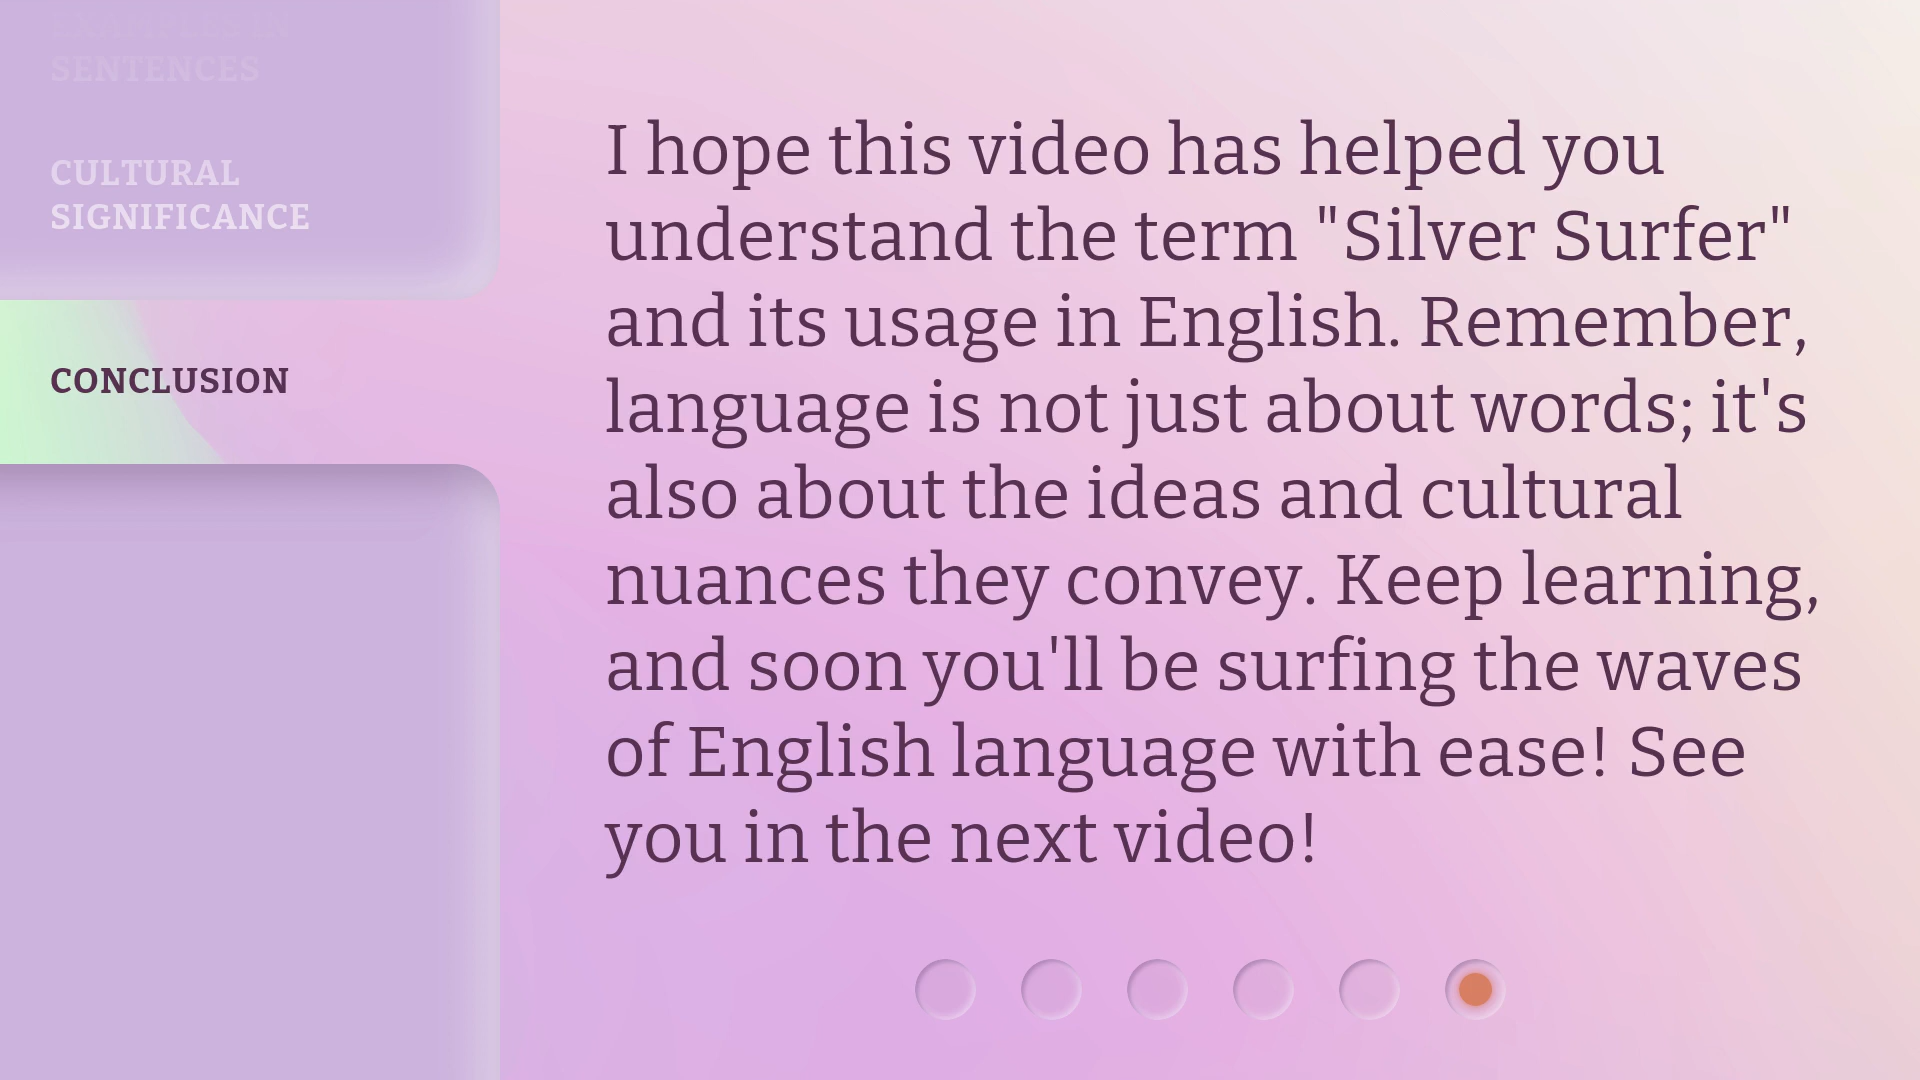 EXAMPLES IN
SENTENCES
CULTURAL
SIGNIFICANCE
CONCLUSION
I hope this video has helped you
understand the term "Silver Surfer"
and its usage in English. Remember,
language is not just about words; it's
also about the ideas and cultural
nuances they convey. Keep learning,
and soon you'll be surfing the waves
of English language with ease! See
you in the next video!